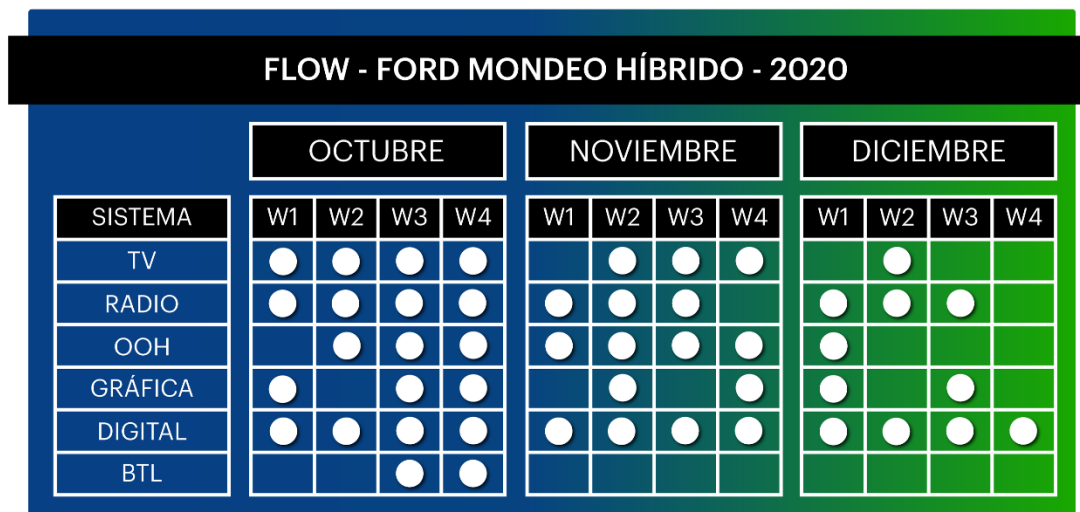 FLOW - FORD MONDEO HÍBRIDO - 2020
OCTUBRE NOVIEMBRE DICIEMBRE
SISTEMA W1 W2 W3 W4 W1 W2 W3 W4 W1 W2 W3 W4
TV
RADIO
OOH
GRÁFICA
DIGITAL
BTL